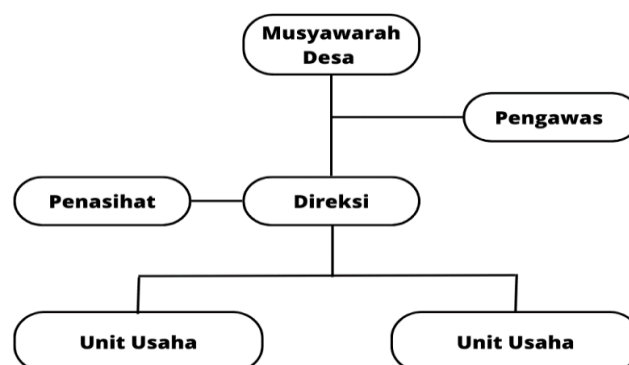 Musyawarah
Desa
Pengawas
Penasihat
Direksi
Unit Usaha
Unit Usaha